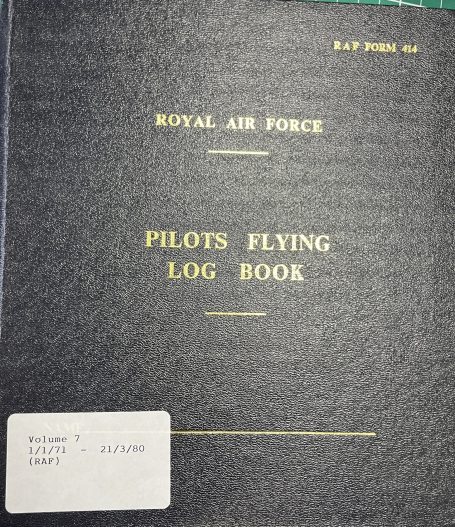 RAF FORM 414
ROYAL AIR FORCE
PILOTS FLYING
LOG BOOK
NAME
Volume 7
1/1/71 - 21/3/80
(RAF)